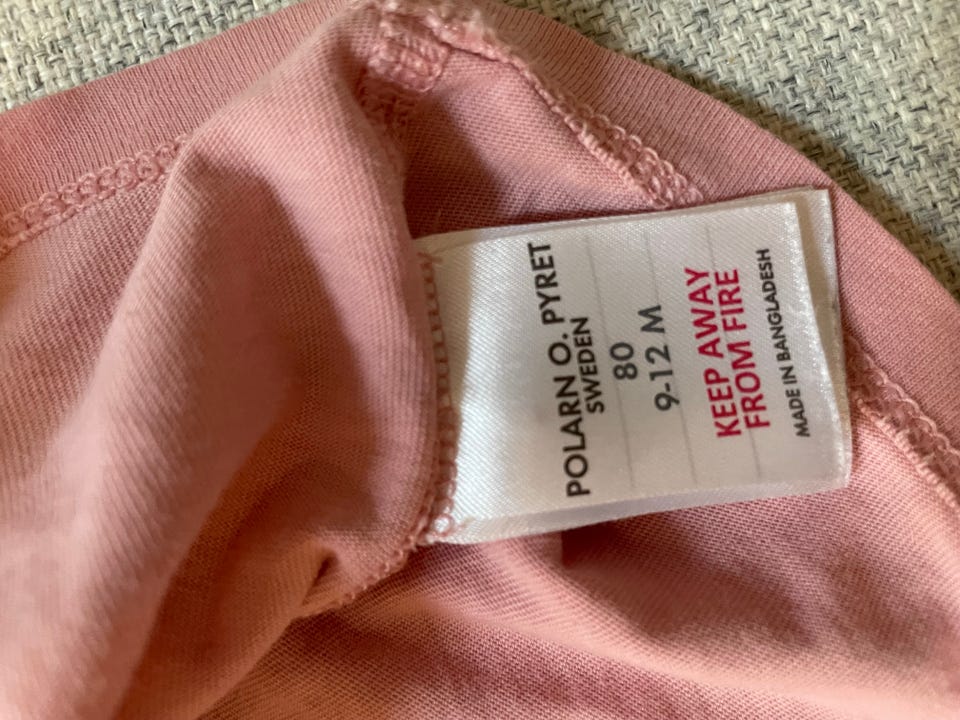 POLARN O. PYRET
SWEDEN
80
9-12 M
KEEP AWAY
FROM FIRE
MADE IN BANGLADESH